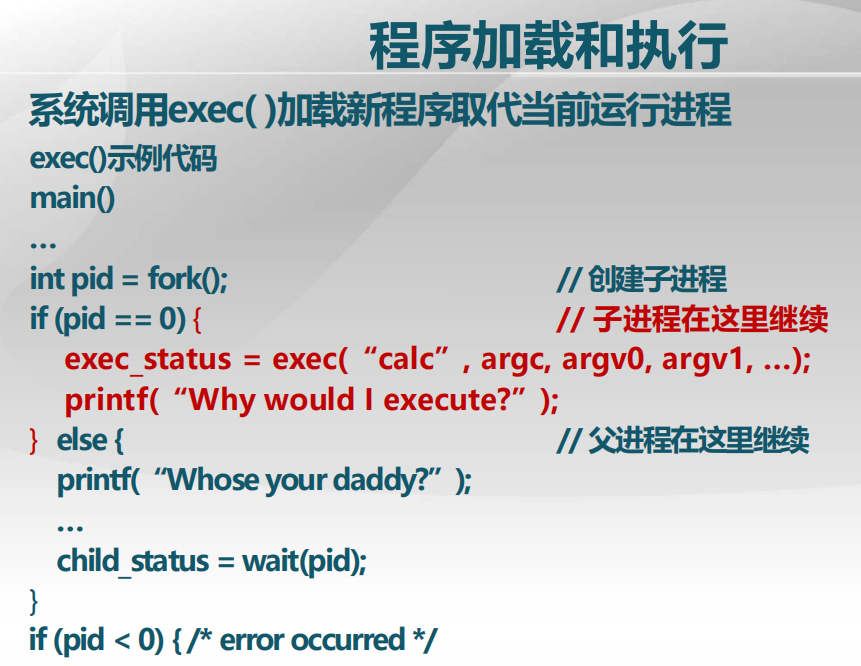 程序加载和执行
系统调用exec( )加载新程序取代当前运行进程
exec()示例代码
main()
…
int pid = fork(); // 创建子进程
if (pid == 0) { // 子进程在这里继续
exec_status = exec(“calc”, argc, argv0, argv1, …);
printf(“Why would I execute?”);
} else { // 父进程在这里继续
printf(“Whose your daddy?”);
…
child_status = wait(pid);
}
if (pid < 0) { /* error occurred */